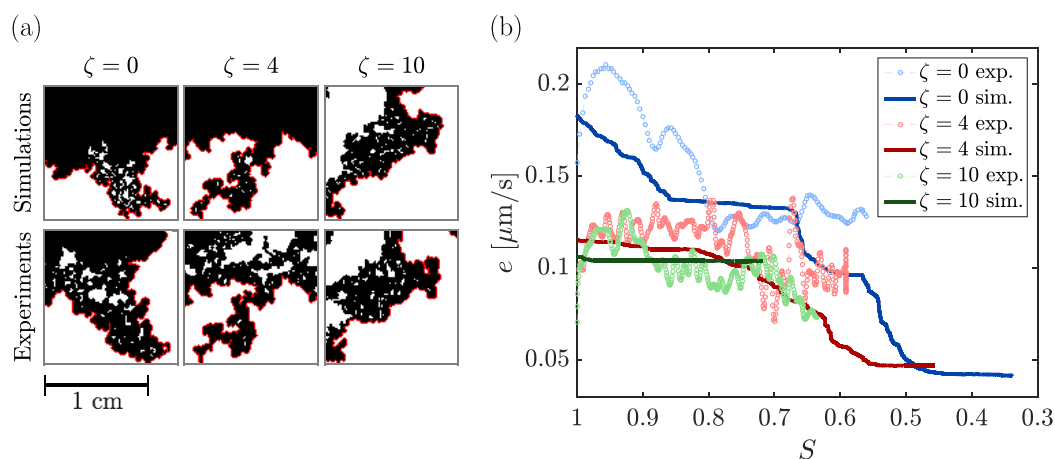 (a)
ζ = 0 ζ = 4 ζ = 10
Simulations
Experiments
1 cm
(b)
e [μm/s]
0.2
0.15
0.1
0.05
ζ = 0 exp.
ζ = 0 sim.
ζ = 4 exp.
ζ = 4 sim.
ζ = 10 exp.
ζ = 10 sim.
1 0.9 0.8 0.7 0.6 0.5 0.4 0.3
S